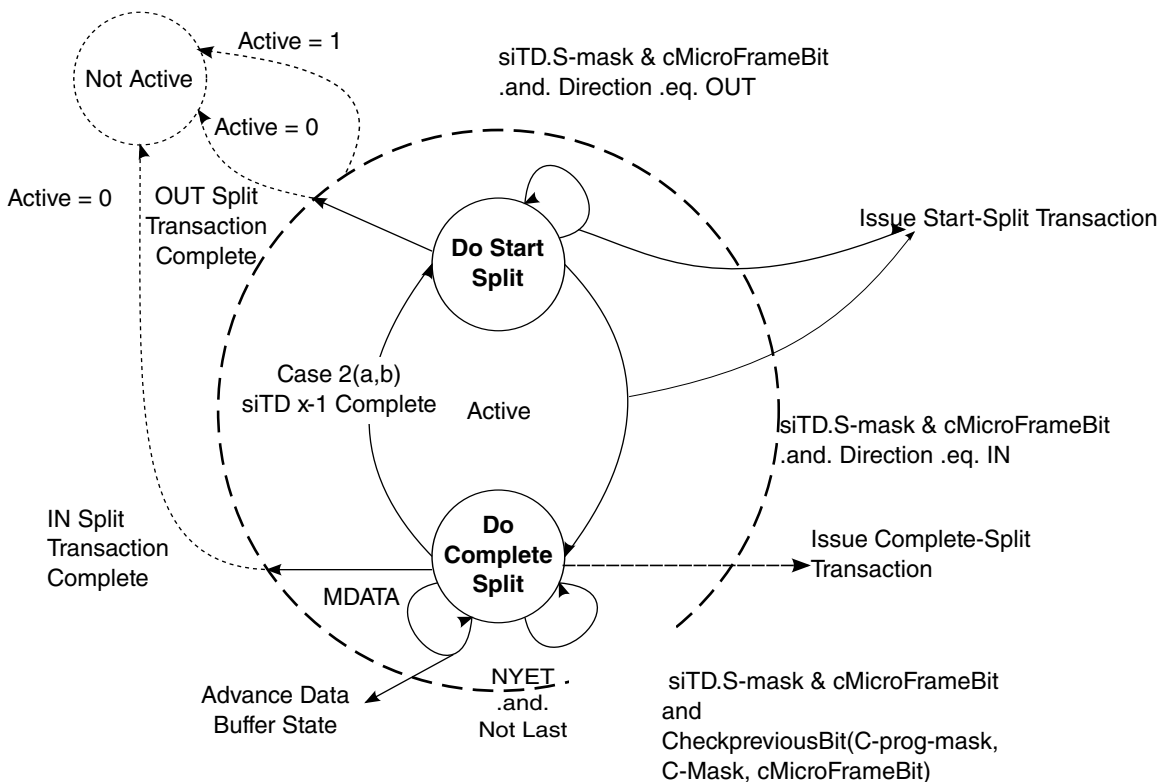 Active = 1
siTD.S-mask & cMicroFrameBit
.and. Direction .eq. OUT
Not Active
Active = 0
Active = 0
OUT Split
Transaction
Complete
Issue Start-Split Transaction
Do Start
Split
Case 2(a,b)
siTD x-1 Complete
Active
siTD.S-mask & cMicroFrameBit
.and. Direction .eq. IN
IN Split
Transaction
Complete
Do
Complete
Split
Issue Complete-Split
Transaction
MDATA
NYET
.and.
Not Last
Advance Data
Buffer State
siTD.S-mask & cMicroFrameBit
and
CheckpreviousBit(C-prog-mask,
C-Mask, cMicroFrameBit)